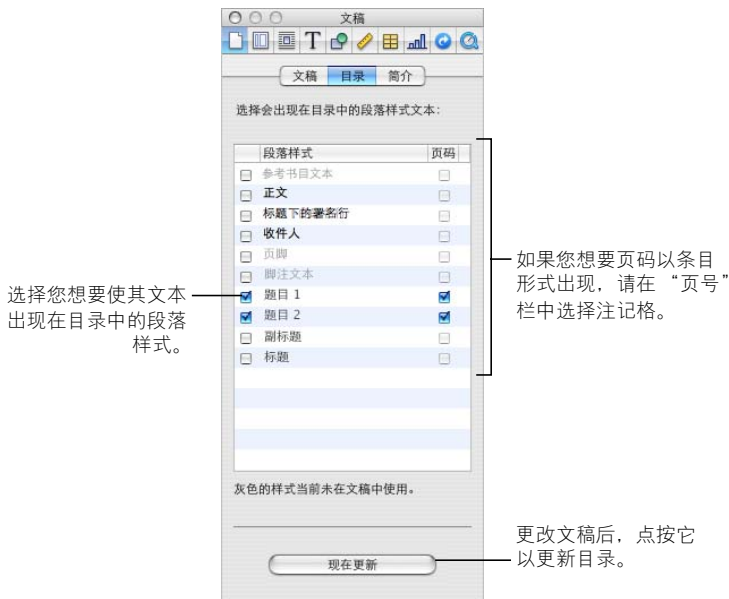 文稿
文稿 目录 简介
选择会出现在目录中的段落样式文本：
段落样式 页码
参考书目文本
正文
标题下的署名行
收件人
页脚
脚注文本
题目 1
题目 2
副标题
标题
灰色的样式当前未在文稿中使用。
现在更新
选择您想要使其文本
出现在目录中的段落
样式。
如果您想要页码以条目
形式出现，请在“页号”
栏中选择注记格。
更改文稿后，点按它
以更新目录。